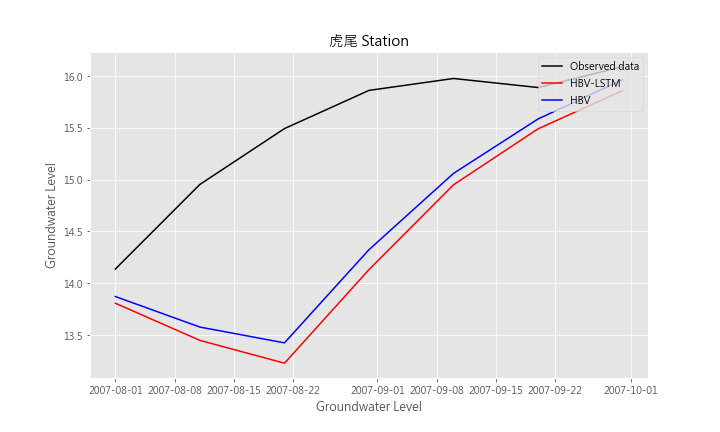 虎尾 Station
Observed data
HBV-LSTM
HBV
Groundwater Level
16.0
15.5
15.0
14.5
14.0
13.5
2007-08-01 2007-08-08 2007-08-15 2007-08-22 2007-09-01 2007-09-08 2007-09-15 2007-09-22 2007-10-01
Groundwater Level